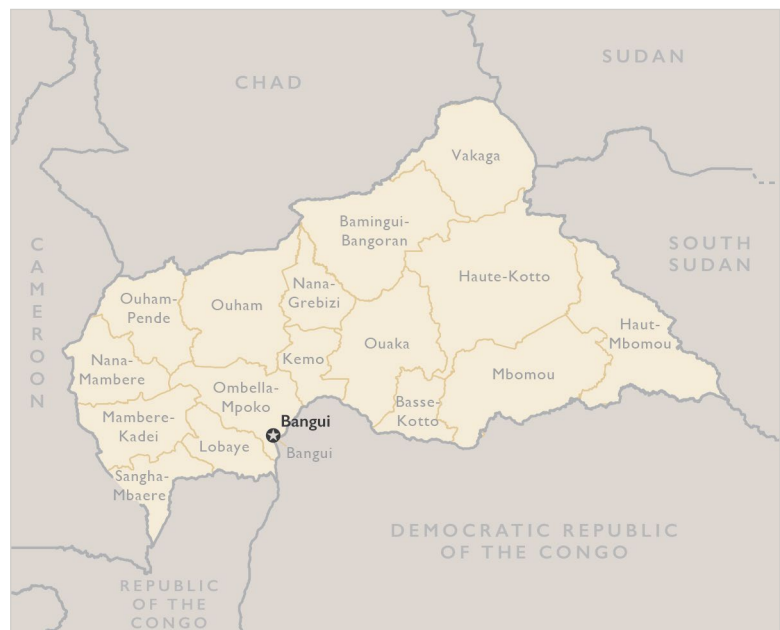 SUDAN
CHAD
Vakaga
Bamingui-
Bangoran
SOUTH
SUDAN
CAMEROON
Haute-Kotto
Nana-
Grebizi
Ouham-
Pende
Ouham
Haut-
Mbomou
Ouaka
Kemo
Nana-
Mambere
Mbomou
Ombella-
Mpoko
Basse-
Kotto
Mambere-
Kadei
Bangui
Lobaye
Bangui
Sangha-
Mbaere
DEMOCRATIC REPUBLIC
OF THE CONGO
REPUBLIC
OF THE
CONGO